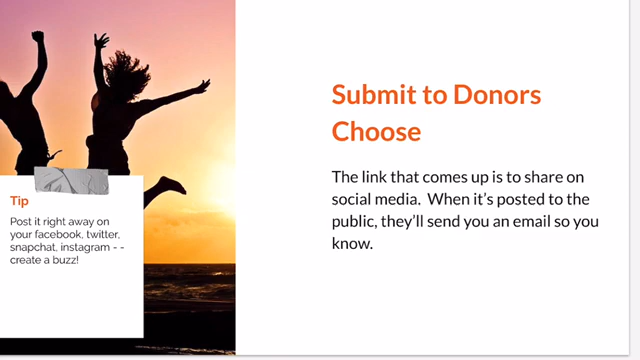 Submit to Donors
Choose
The link that comes up is to share on
social media.  When it's posted to the
public, they'll send you an email so you
know.
Tip
Post it right away on
your facebook, twitter,
snapchat, instagram - -
create a buzz!